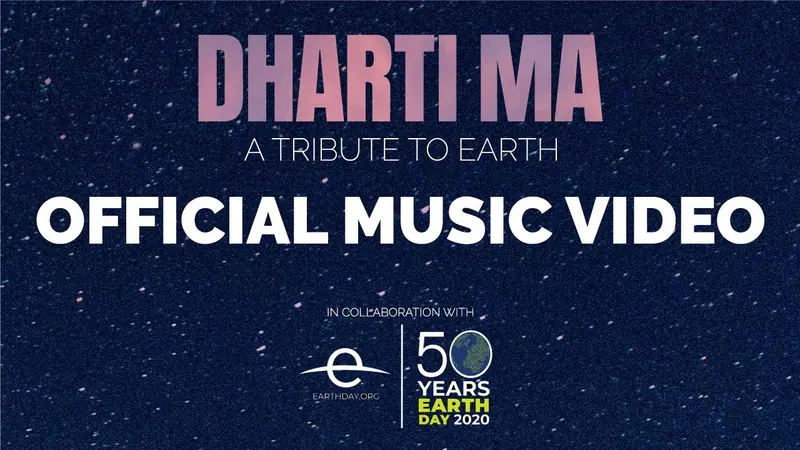 DHARTI MA
A TRIBUTE TO EARTH
OFFICIAL MUSIC VIDEO
IN COLLABORATION WITH
e
EARTHDAY.ORG
50
YEARS
EARTH
DAY 2020